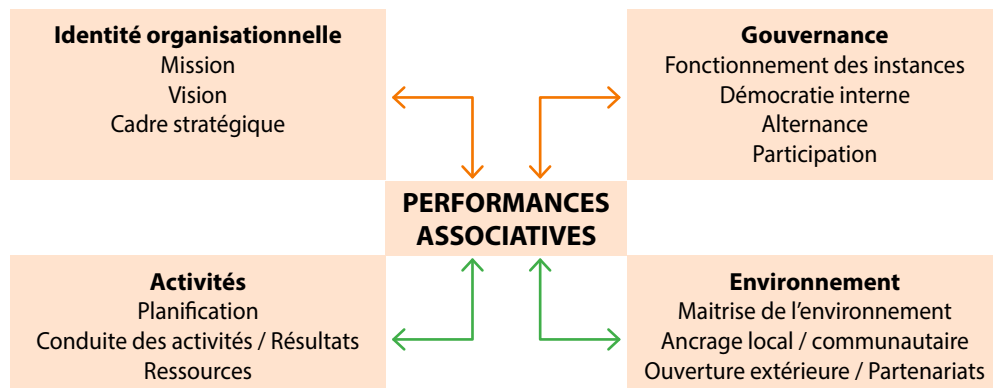 Identité organisationnelle
Mission
Vision
Cadre stratégique
Gouvernance
Fonctionnement des instances
Démocratie interne
Alternance
Participation
PERFORMANCES
ASSOCIATIVES
Activités
Planification
Conduite des activités / Résultats
Ressources
Environnement
Maitrise de l'environnement
Ancrage local / communautaire
Ouverture extérieure / Partenariats